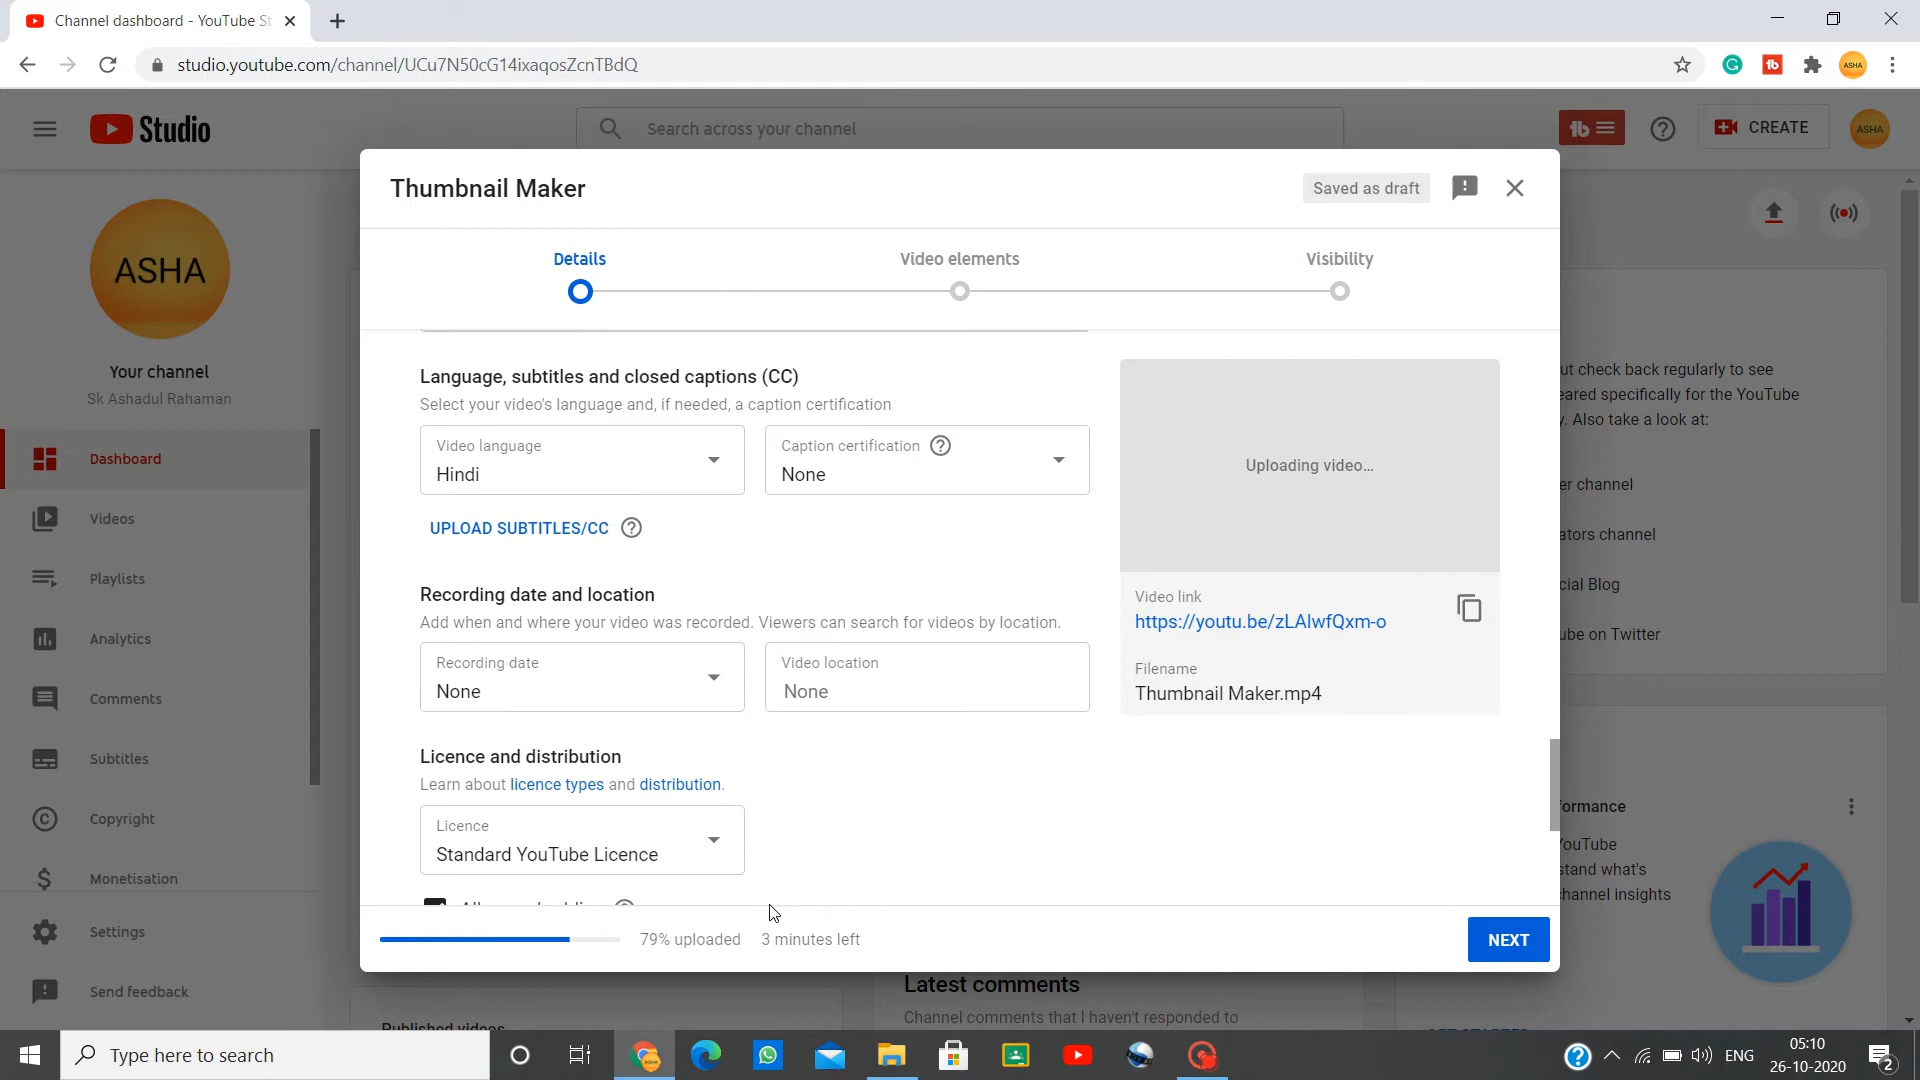 Channel dashboard - YouTube St
studio.youtube.com/channel/UCu7N50cG14ixaqosZcnTBdQ
ASHA
Studio
Search across your channel
CREATE
ASHA
ASHA
Your channel
Sk Ashadul Rahaman
Dashboard
Videos
Playlists
Analytics
Comments
Subtitles
Copyright
Monetisation
Settings
Send feedback
Thumbnail Maker
Saved as draft
Details
Video elements
Visibility
Language, subtitles and closed captions (CC)
Select your video's language and, if needed, a caption certification
Video language
Hindi
Caption certification
None
UPLOAD SUBTITLES/CC
Recording date and location
Add when and where your video was recorded. Viewers can search for videos by location.
Recording date
None
Video location
None
Licence and distribution
Learn about licence types and distribution.
Licence
Standard YouTube Licence
Uploading video...
Video link
https://youtu.be/zLAlwfQxm-o
Filename
Thumbnail Maker.mp4
79% uploaded
3 minutes left
NEXT
ut check back regularly to see
eared specifically for the YouTube
y. Also take a look at:
er channel
ators channel
cial Blog
ube on Twitter
formance
YouTube
stand what's
channel insights
Published videos
Latest comments
Channel comments that I haven't responded to
Type here to search
ENG
05:10
26-10-2020
2